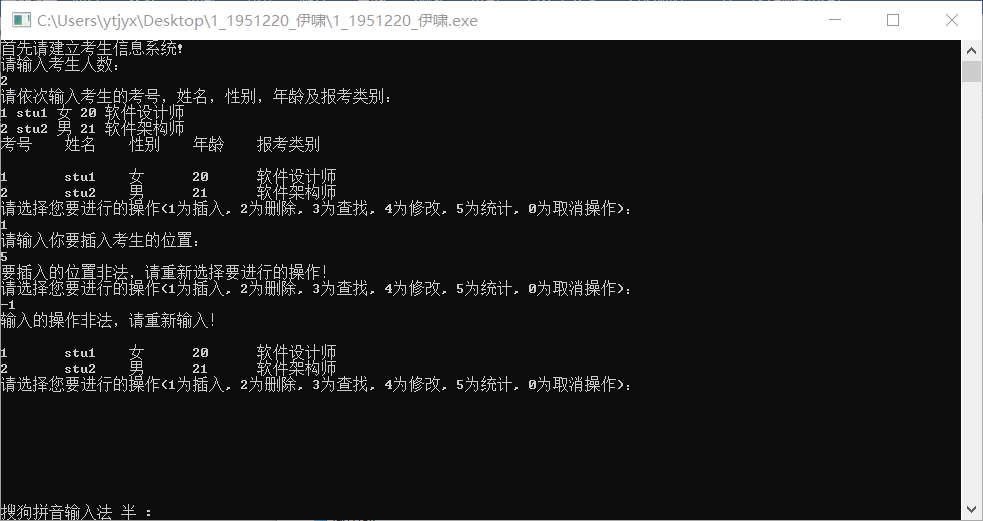 C:\Users\ytjyx\Desktop\1_1951220_伊啸\1_1951220_伊啸.exe
首先请建立考生信息系统!
请输入考生人数:
2
请依次输入考生的考号，姓名，性别，年龄及报考类别:
1 stu1 女 20 软件设计师
2 stu2 男 21 软件架构师
考号 姓名 性别 年龄 报考类别
1 stu1 女 20 软件设计师
2 stu2 男 21 软件架构师
请选择您要进行的操作(1为插入, 2为删除, 3为查找, 4为修改, 5为统计, 0为取消操作):
1
请输入你要插入考生的位置:
5
要插入的位置非法, 请重新选择要进行的操作!
请选择您要进行的操作(1为插入, 2为删除, 3为查找, 4为修改, 5为统计, 0为取消操作):
-1
输入的操作非法, 请重新输入!
1 stu1 女 20 软件设计师
2 stu2 男 21 软件架构师
请选择您要进行的操作(1为插入, 2为删除, 3为查找, 4为修改, 5为统计, 0为取消操作):
搜狗拼音输入法 半 :